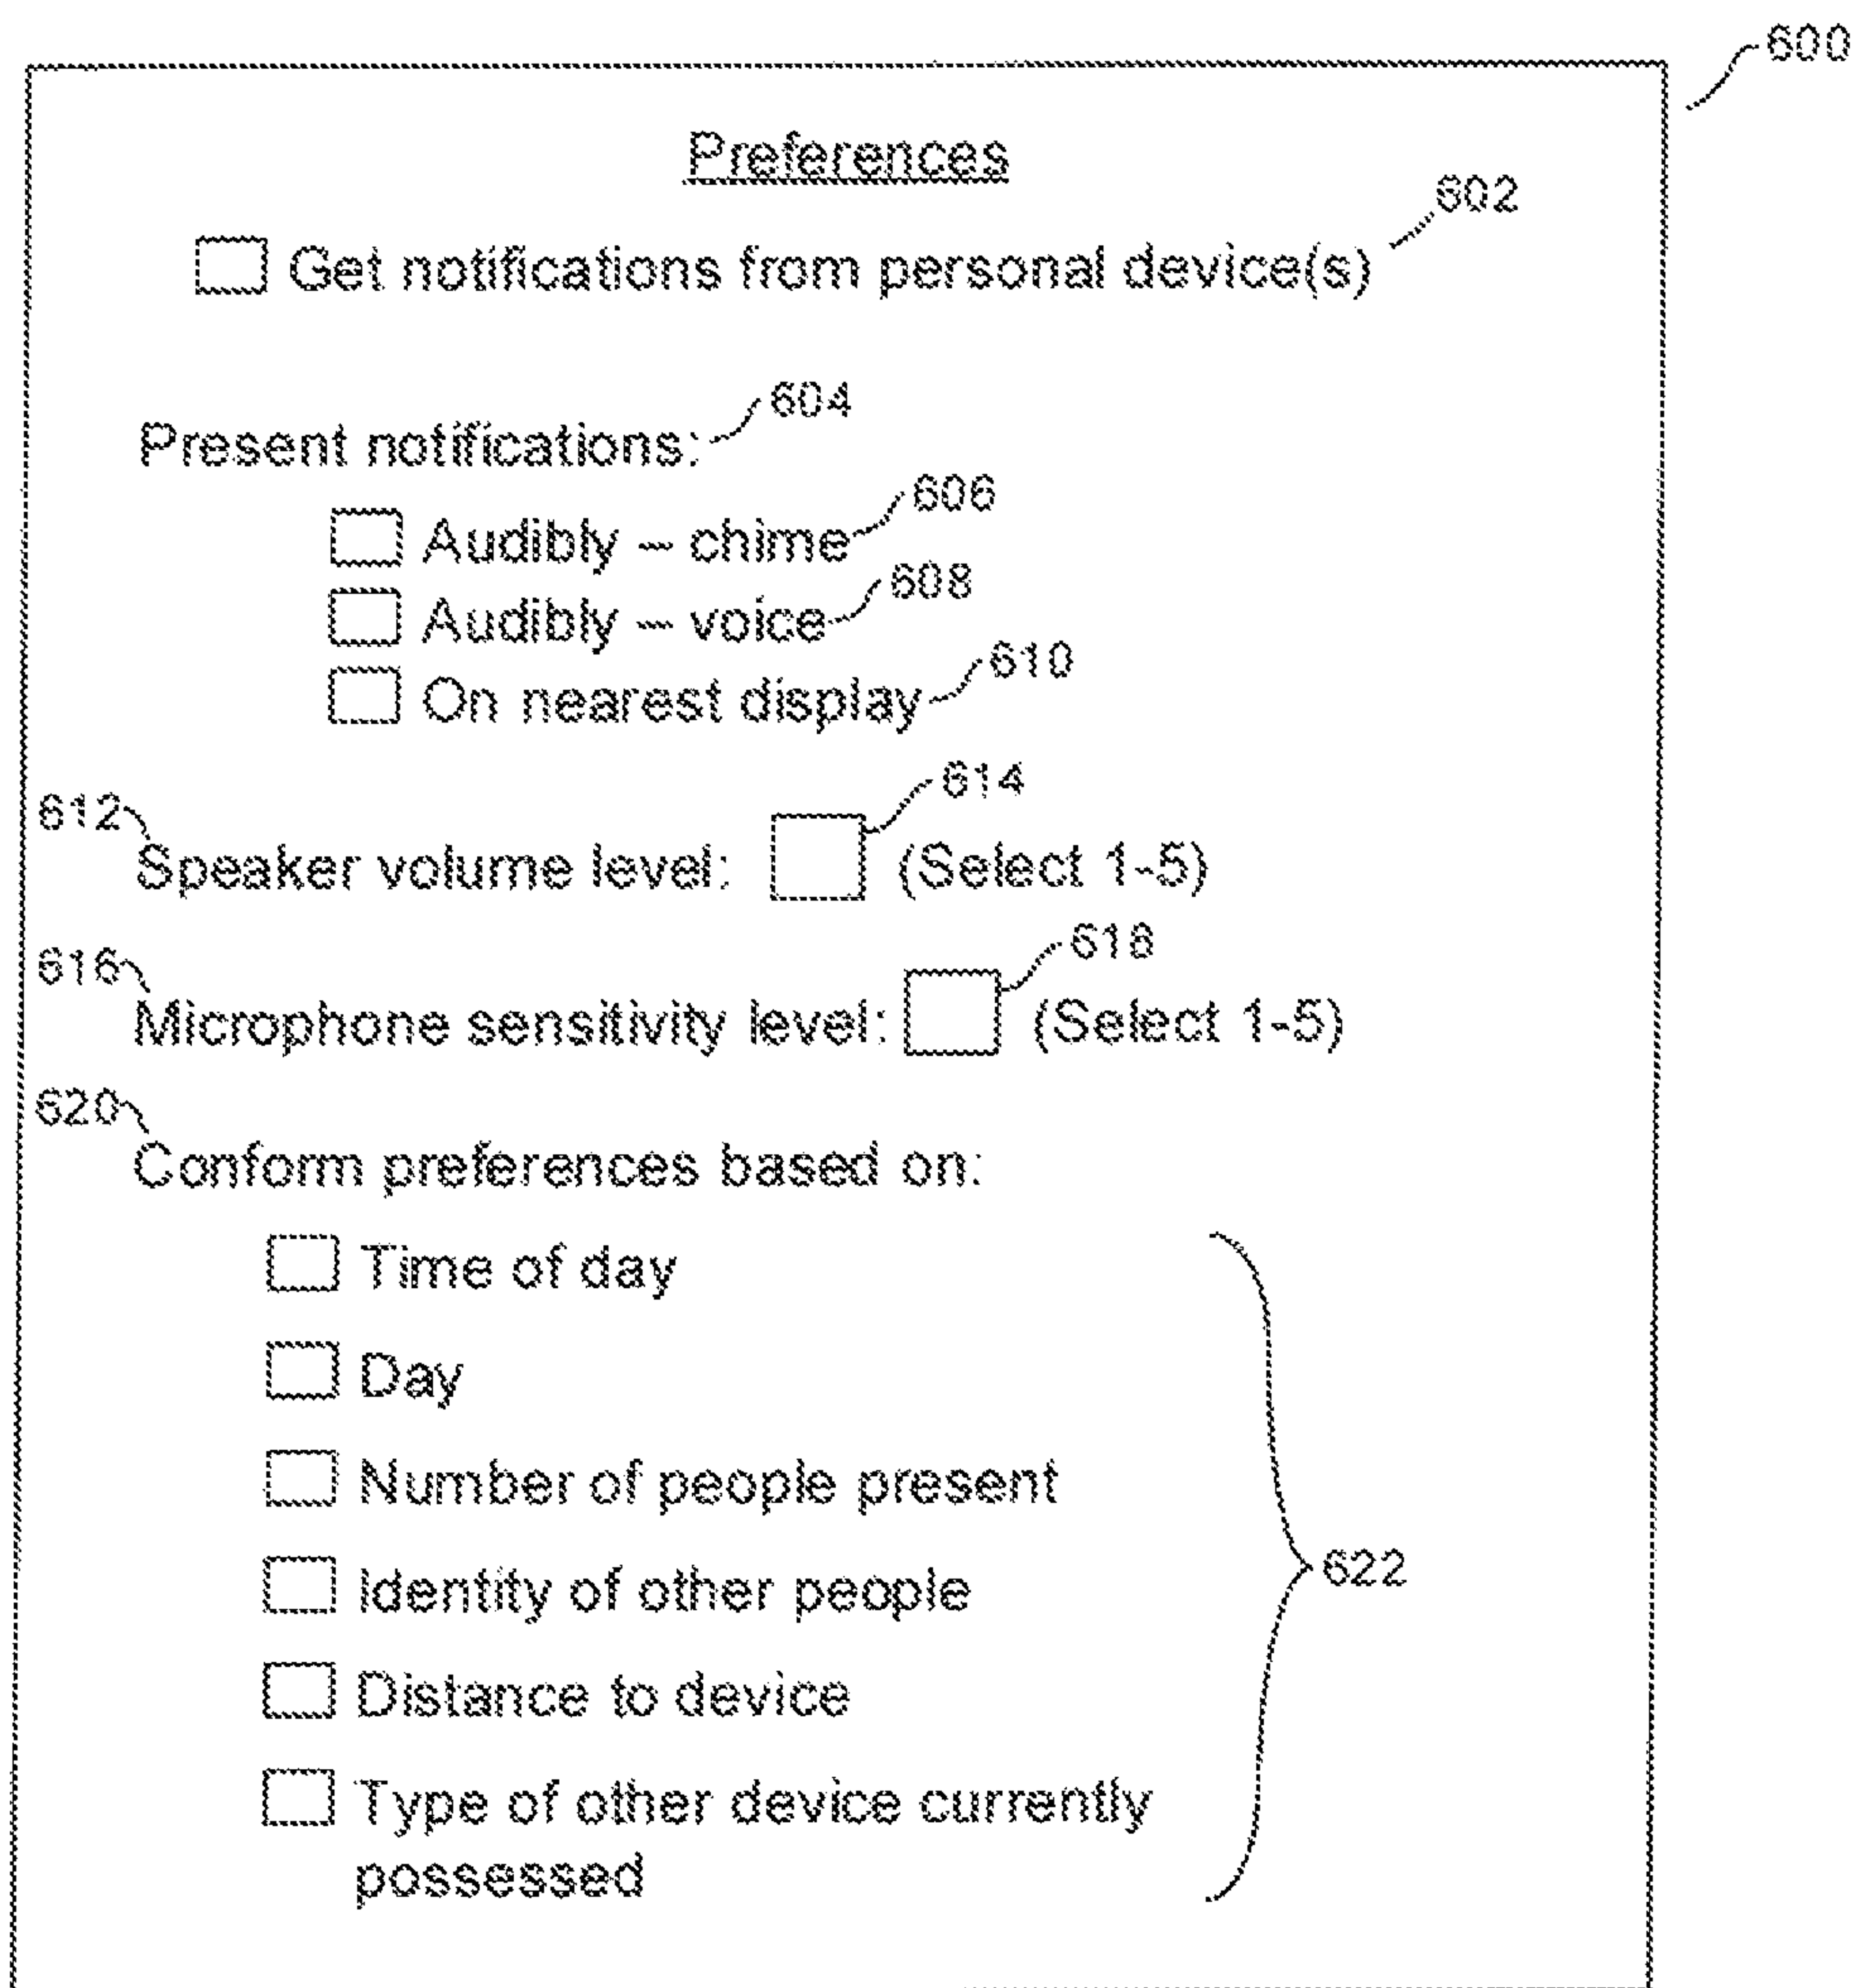 600
Preferences
602
Get notifications from personal device(s)
604
Present notifications:
606
Audibly – chime
608
Audibly – voice
610
On nearest display
614
612
Speaker volume level: (Select 1-5)
618
616
Microphone sensitivity level: (Select 1-5)
620
Conform preferences based on:
Time of day
Day
Number of people present
Identity of other people
622
Distance to device
Type of other device currently
possessed